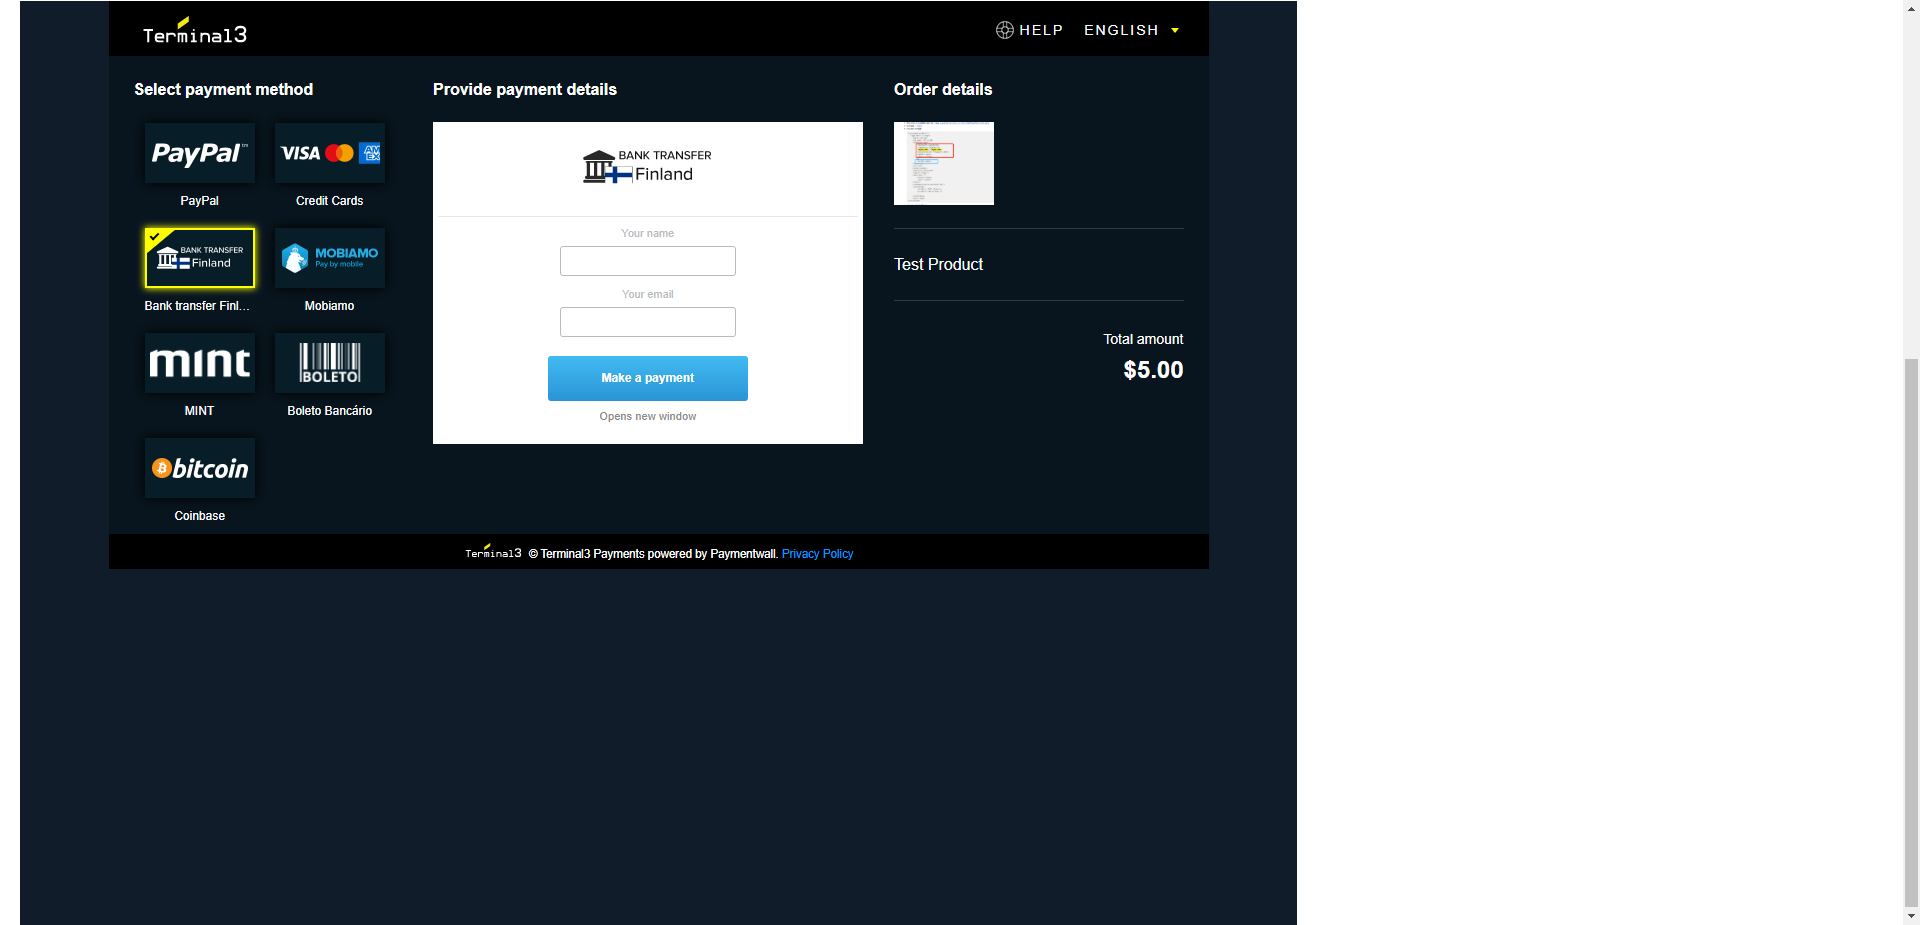 Terminal3
HELP
ENGLISH
Select payment method
PayPal™
PayPal
VISA
AM
EX
Credit Cards
BANK TRANSFER
Finland
Bank transfer Finl...
MOBIAMO
Pay by mobile
Mobiamo
mint
MINT
BOLETO
Boleto Bancário
bitcoin
Coinbase
Provide payment details
BANK TRANSFER
Finland
Your name
Your email
Make a payment
Opens new window
Order details
Test Product
Total amount
$5.00
Terminal3 © Terminal3 Payments powered by Paymentwall. Privacy Policy